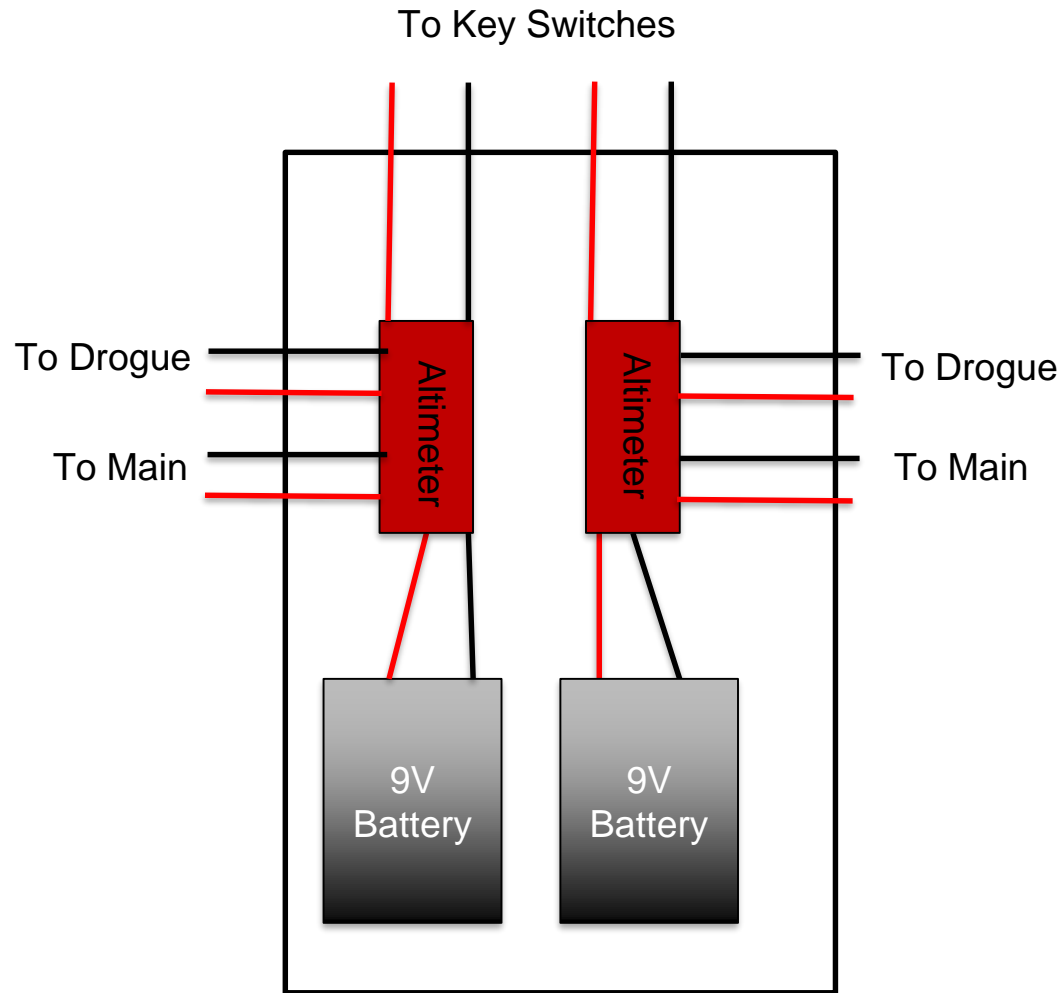 To Key Switches
To Drogue
To Main
Altimeter
Altimeter
To Drogue
To Main
9V
Battery
9V
Battery